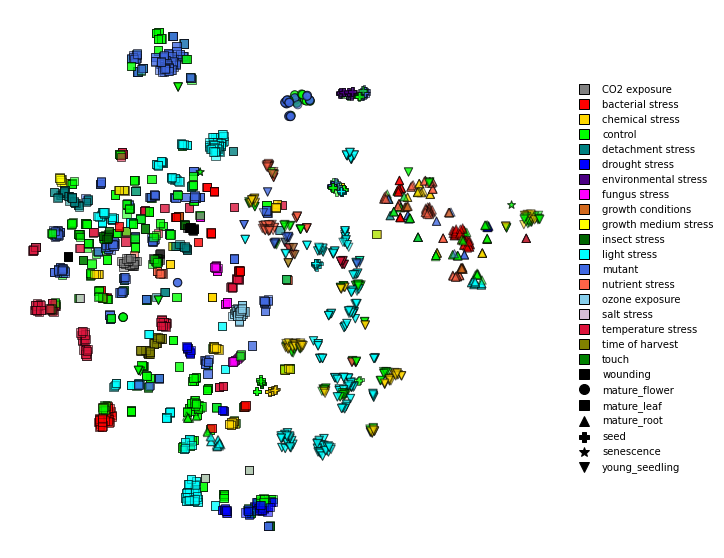 CO2 exposure
bacterial stress
chemical stress
control
detachment stress
drought stress
environmental stress
fungus stress
growth conditions
growth medium stress
insect stress
light stress
mutant
nutrient stress
ozone exposure
salt stress
temperature stress
time of harvest
touch
wounding
mature_flower
mature_leaf
mature_root
seed
senescence
young_seedling